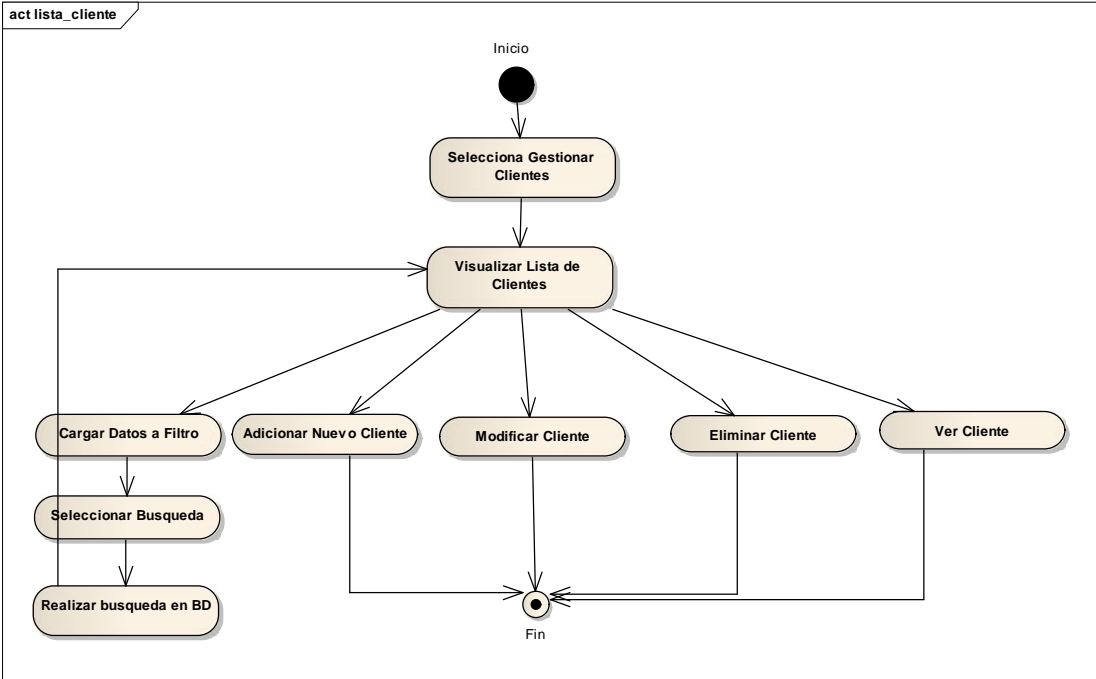 act lista_cliente
Inicio
Selecciona Gestionar
Clientes
Visualizar Lista de
Clientes
Cargar Datos a Filtro
Adicionar Nuevo Cliente
Modificar Cliente
Eliminar Cliente
Ver Cliente
Seleccionar Busqueda
Realizar busqueda en BD
Fin